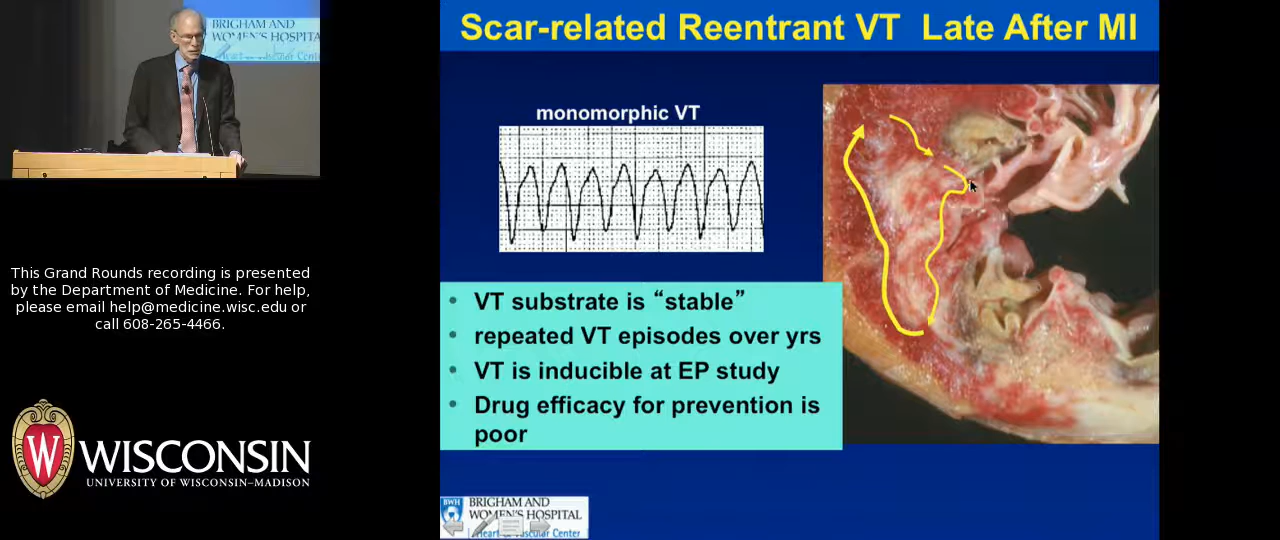 BRIGHAM AND
WOMEN'S HOSPITAL
Heart Vascular Center
This Grand Rounds recording is presented
by the Department of Medicine. For help,
please email help@medicine.wisc.edu or
call 608-265-4466.
W
WISCONSIN
UNIVERSITY OF WISCONSIN–MADISON
Scar-related Reentrant VT Late After MI
monomorphic VT
• VT substrate is “stable”
• repeated VT episodes over yrs
• VT is inducible at EP study
• Drug efficacy for prevention is
poor
BWH
BRIGHAM AND
WOMEN'S HOSPITAL
Heart Vascular Center